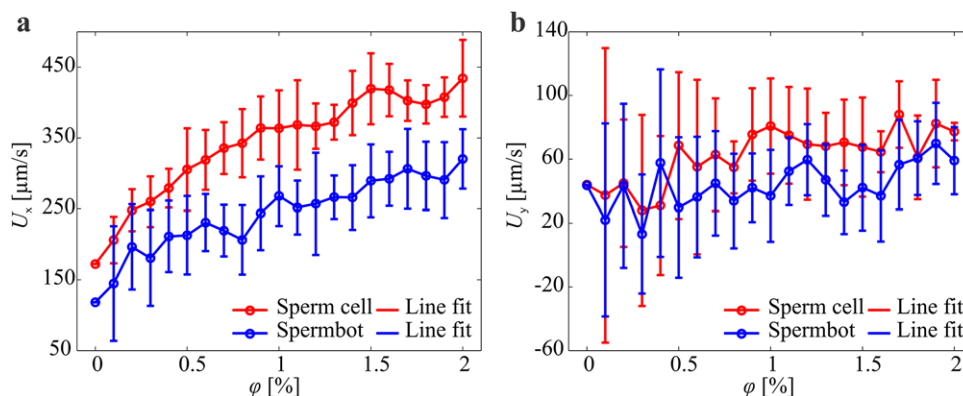 a
450
350
250
150
50
Uₓ [µm/s]
Sperm cell Line fit
Spermbot Line fit
0 0.5 1 1.5 2
φ [%]
b
140
100
60
20
-20
-60
U_y [µm/s]
Sperm cell Line fit
Spermbot Line fit
0 0.5 1 1.5 2
φ [%]